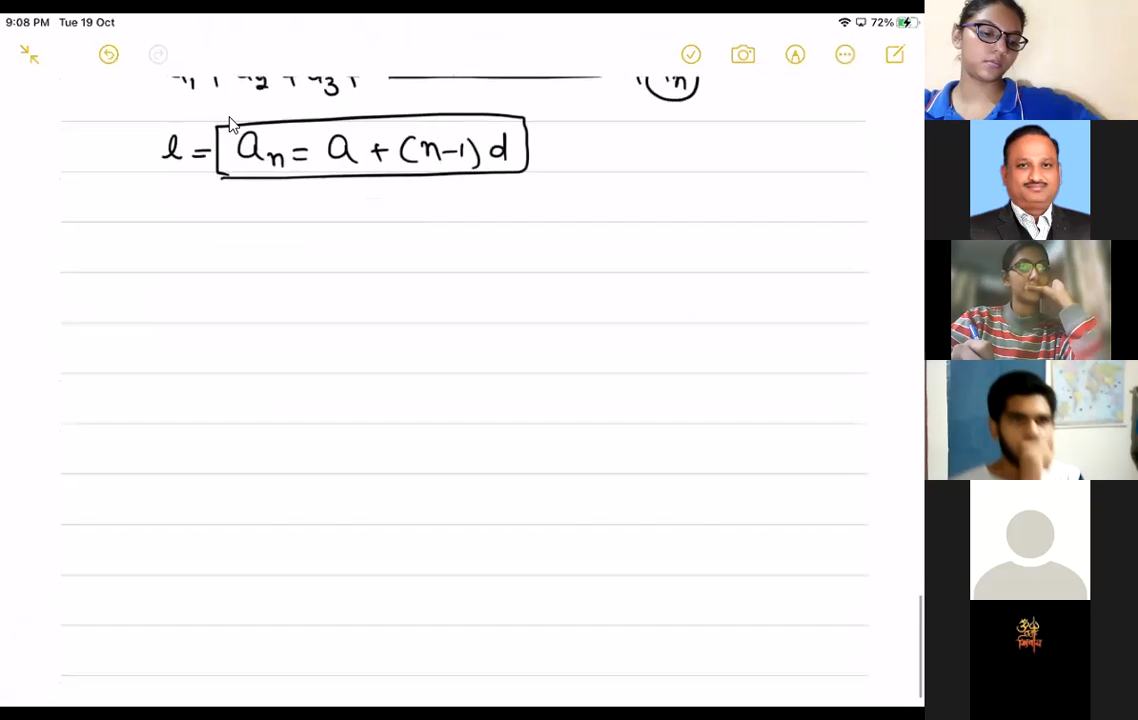 9:08 PM Tue 19 Oct 72%
l = aₙ = a + (n-1) d